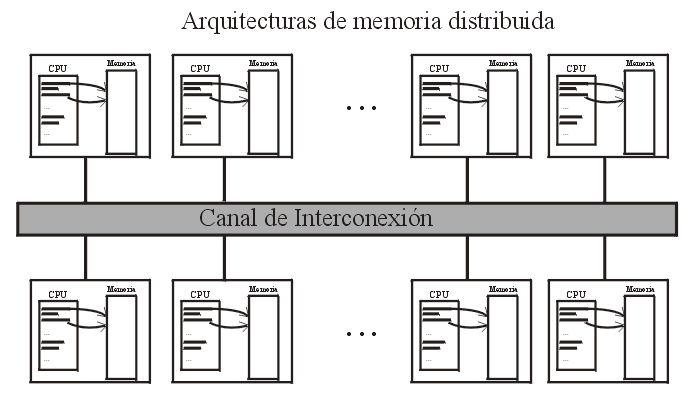 Arquitecturas de memoria distribuida
CPU Memoria
CPU Memoria
...
CPU Memoria
CPU Memoria
Canal de Interconexión
CPU Memoria
CPU Memoria
...
CPU Memoria
CPU Memoria